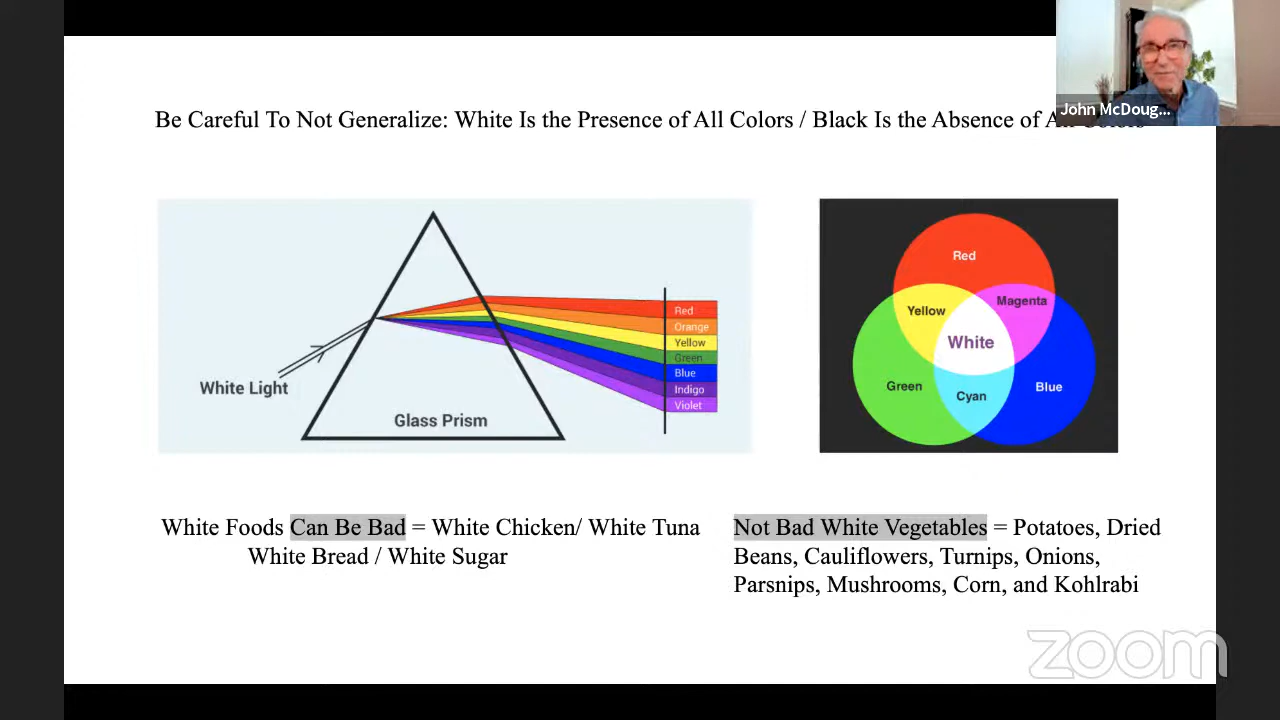 John McDoug...
Be Careful To Not Generalize: White Is the Presence of All Colors / Black Is the Absence of
White Light
Glass Prism
Red
Orange
Yellow
Green
Blue
Indigo
Violet
Red
Yellow
Magenta
White
Green
Cyan
Blue
White Foods Can Be Bad = White Chicken/ White Tuna
White Bread / White Sugar
Not Bad White Vegetables = Potatoes, Dried
Beans, Cauliflowers, Turnips, Onions,
Parsnips, Mushrooms, Corn, and Kohlrabi
zoom